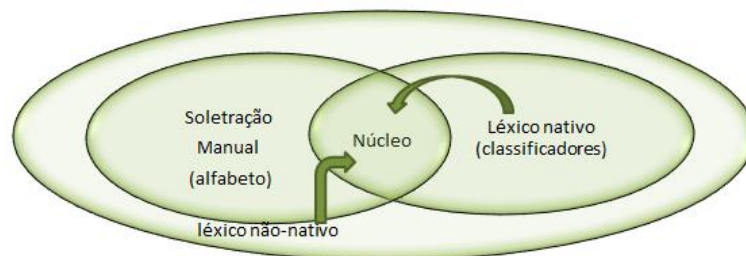 Soletração
Manual
(alfabeto)
léxico não-nativo
Núcleo
Léxico nativo
(classificadores)